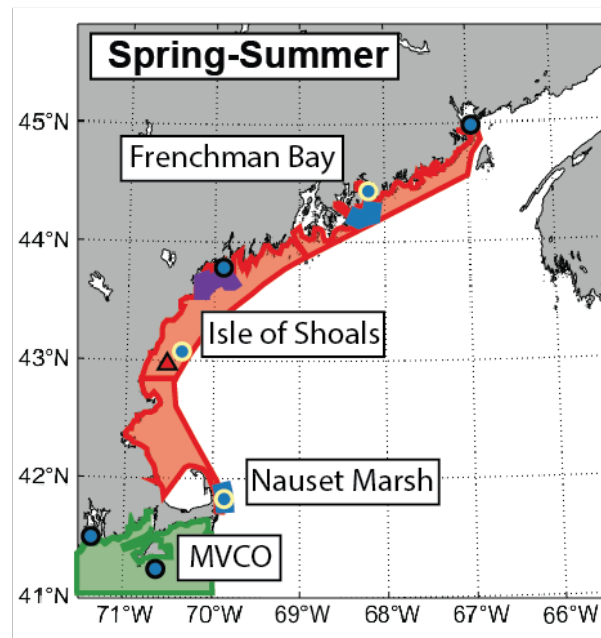 Spring-Summer
45°N
Frenchman Bay
44°N
Isle of Shoals
43°N
42°N
Nauset Marsh
MVCO
41°N
71°W 70°W 69°W 68°W 67°W 66°W